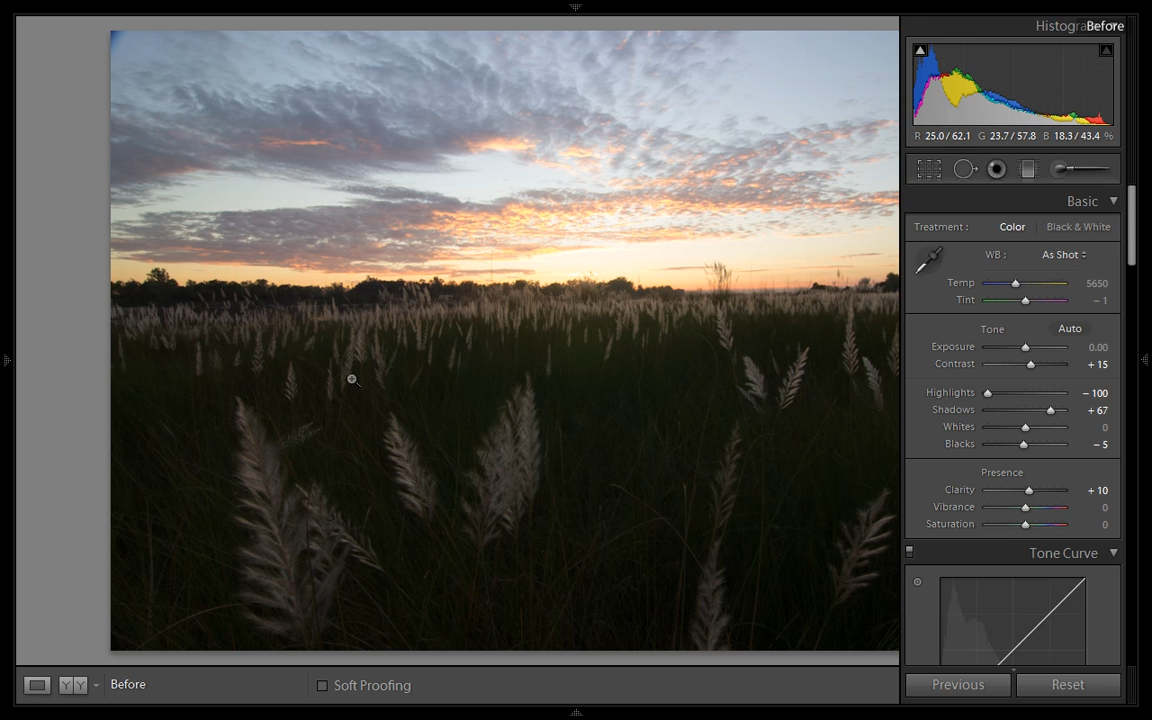 Histogra
Before
R 25.0 / 62.1 G 23.7 / 57.8 B 18.3 / 43.4 %
Basic
Treatment : Color Black & White
WB : As Shot
Temp 5650
Tint – 1
Tone Auto
Exposure 0.00
Contrast + 15
Highlights – 100
Shadows + 67
Whites 0
Blacks – 5
Presence
Clarity + 10
Vibrance 0
Saturation 0
Tone Curve
Y Y Before Soft Proofing
Previous Reset